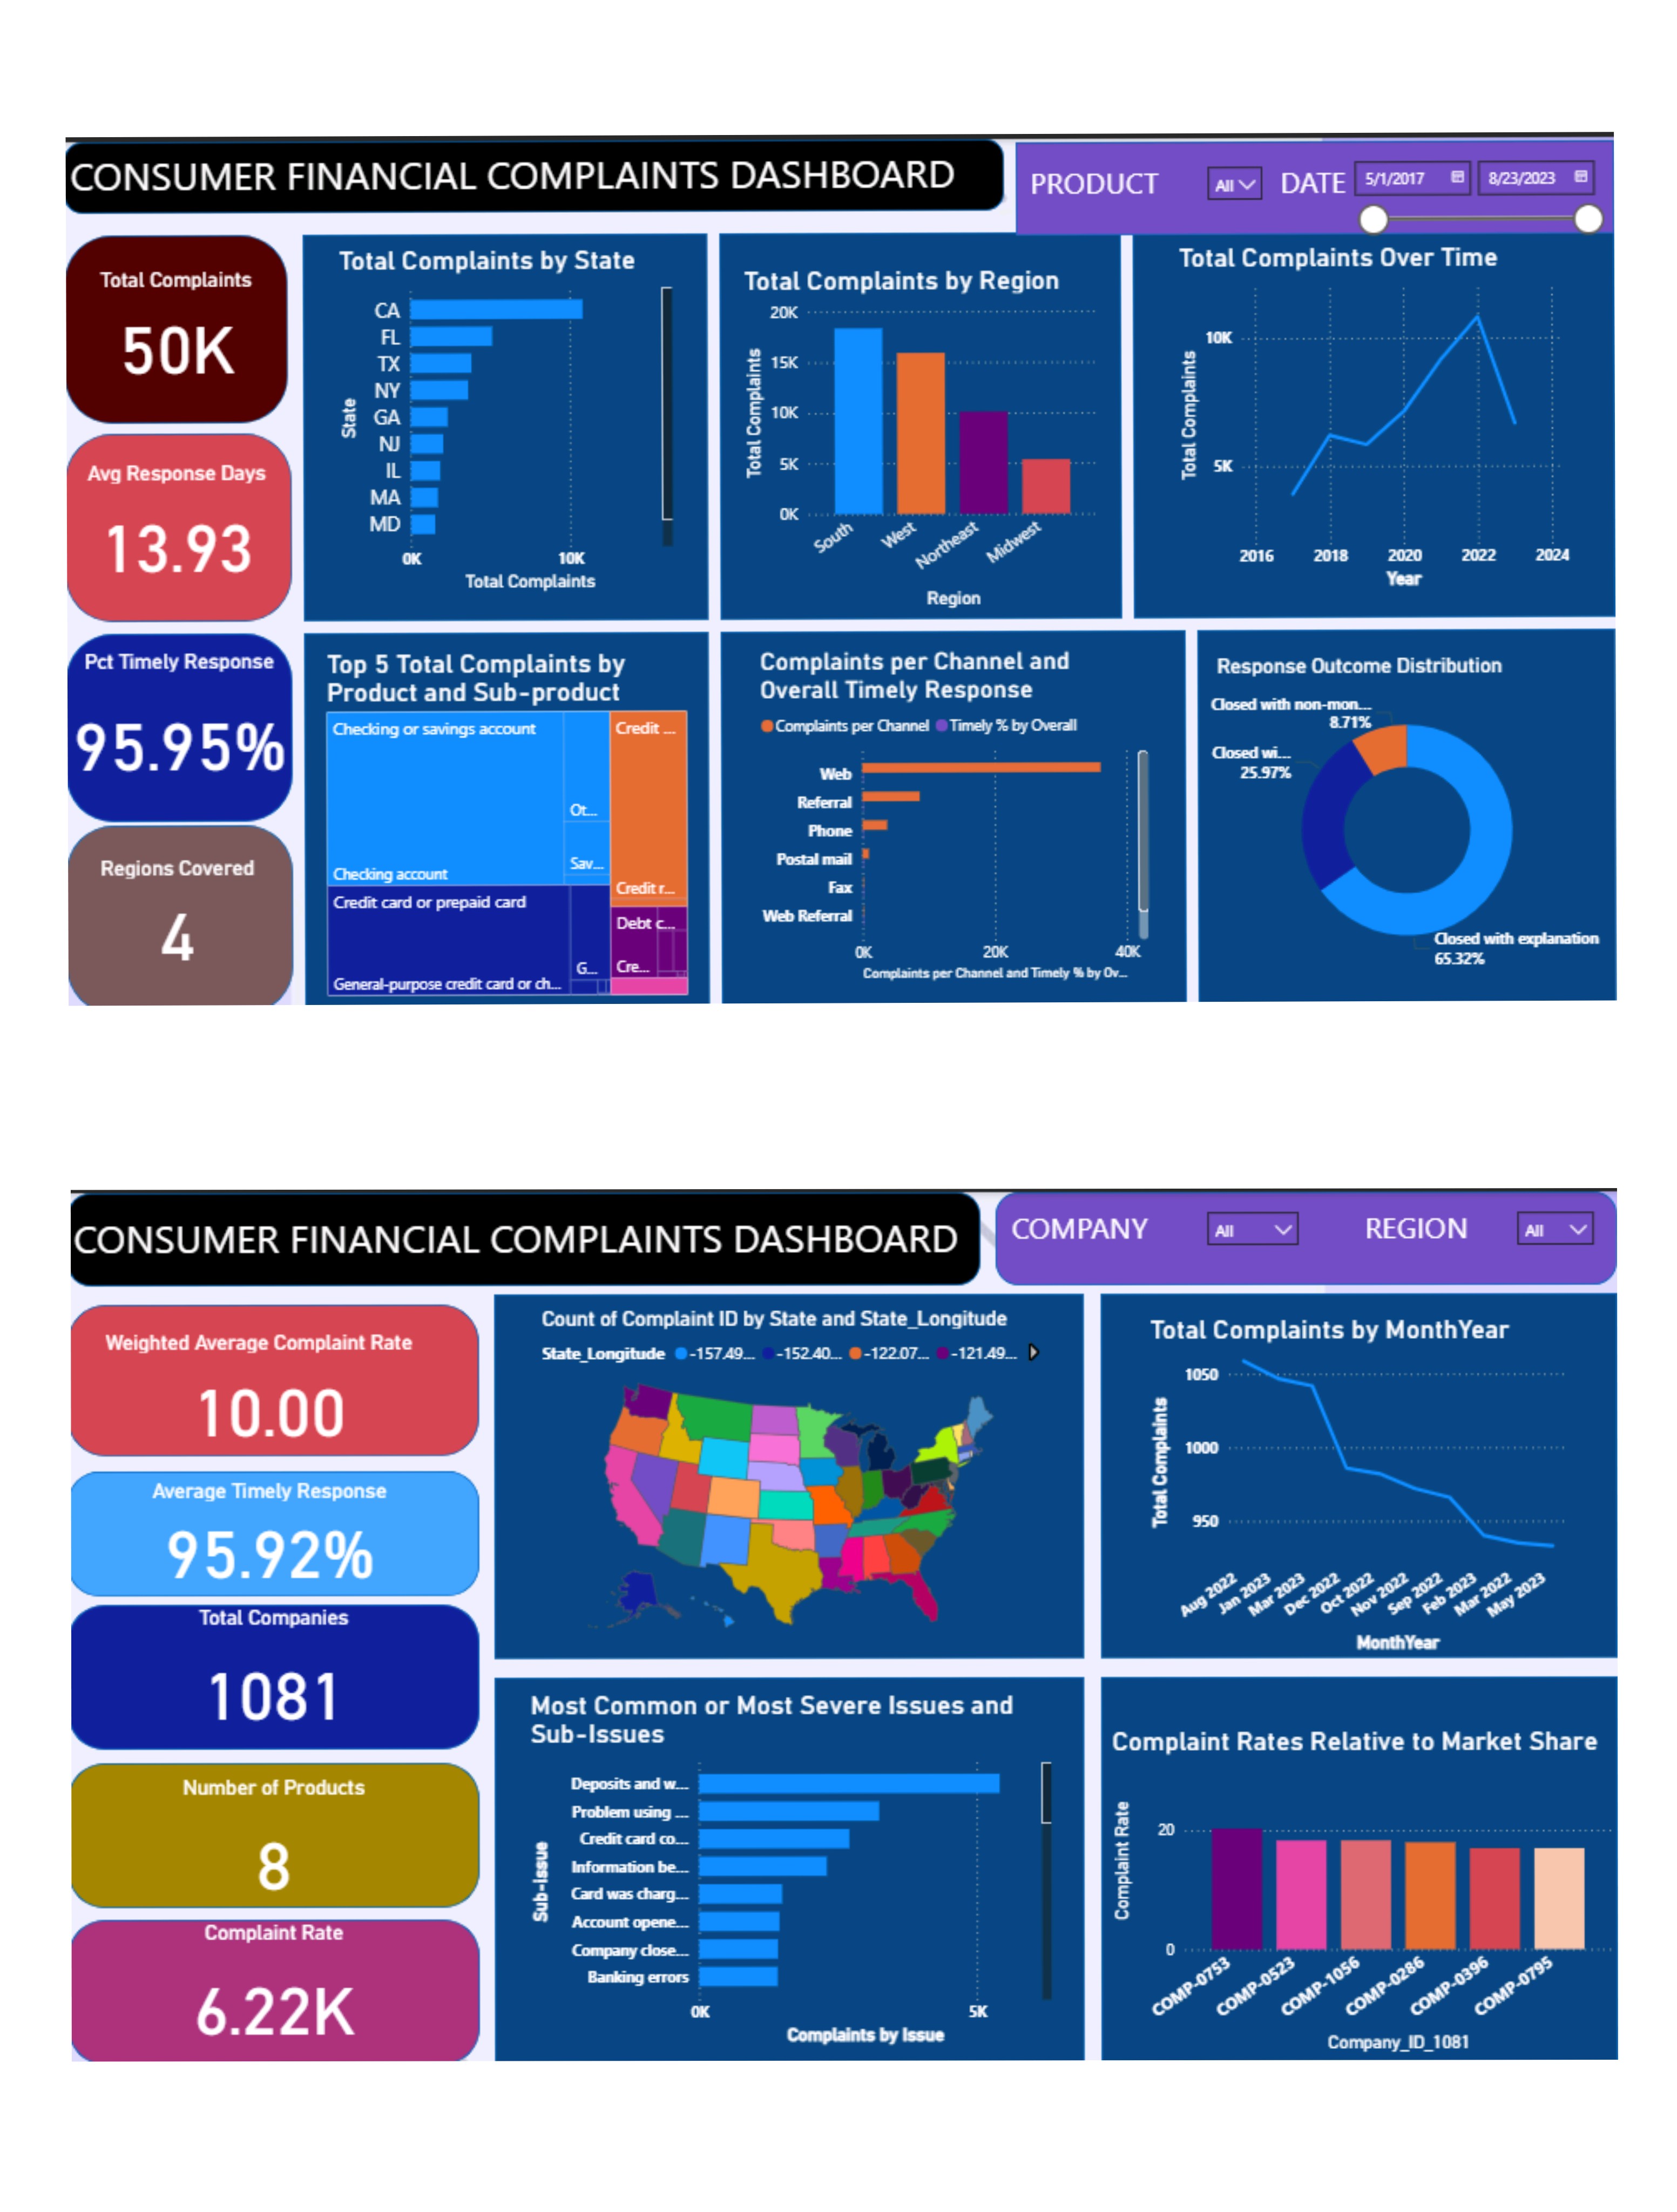 CONSUMER FINANCIAL COMPLAINTS DASHBOARD
PRODUCT
All
DATE
5/1/2017
8/23/2023
Total Complaints
50K
Avg Response Days
13.93
Pct Timely Response
95.95%
Regions Covered
4
Total Complaints by State
State
CA
FL
TX
NY
GA
NJ
IL
MA
MD
0K
10K
Total Complaints
Total Complaints by Region
Total Complaints
20K
15K
10K
5K
0K
South
West
Northeast
Midwest
Region
Total Complaints Over Time
Total Complaints
10K
5K
2016
2018
2020
2022
2024
Year
Top 5 Total Complaints by
Product and Sub-product
Checking or savings account
Ot...
Sav...
Checking account
Credit ...
Credit r...
Credit card or prepaid card
G...
General-purpose credit card or ch...
Debt c...
Cre...
Complaints per Channel and
Overall Timely Response
Complaints per Channel
Timely % by Overall
Web
Referral
Phone
Postal mail
Fax
Web Referral
0K
20K
40K
Complaints per Channel and Timely % by Ov...
Response Outcome Distribution
Closed with non-mon...
8.71%
Closed wi...
25.97%
Closed with explanation
65.32%
CONSUMER FINANCIAL COMPLAINTS DASHBOARD
COMPANY
All
REGION
All
Weighted Average Complaint Rate
10.00
Average Timely Response
95.92%
Total Companies
1081
Number of Products
8
Complaint Rate
6.22K
Count of Complaint ID by State and State_Longitude
State_Longitude
-157.49...
-152.40...
-122.07...
-121.49...
Total Complaints by MonthYear
Total Complaints
1050
1000
950
Aug 2022
Jan 2023
Mar 2023
Dec 2022
Oct 2022
Nov 2022
Sep 2022
Feb 2023
Mar 2022
May 2023
MonthYear
Most Common or Most Severe Issues and
Sub-Issues
Sub-Issue
Deposits and w...
Problem using ...
Credit card co...
Information be...
Card was charg...
Account opene...
Company close...
Banking errors
0K
5K
Complaints by Issue
Complaint Rates Relative to Market Share
Complaint Rate
20
0
COMP-0753
COMP-0523
COMP-1056
COMP-0286
COMP-0396
COMP-0795
Company_ID_1081